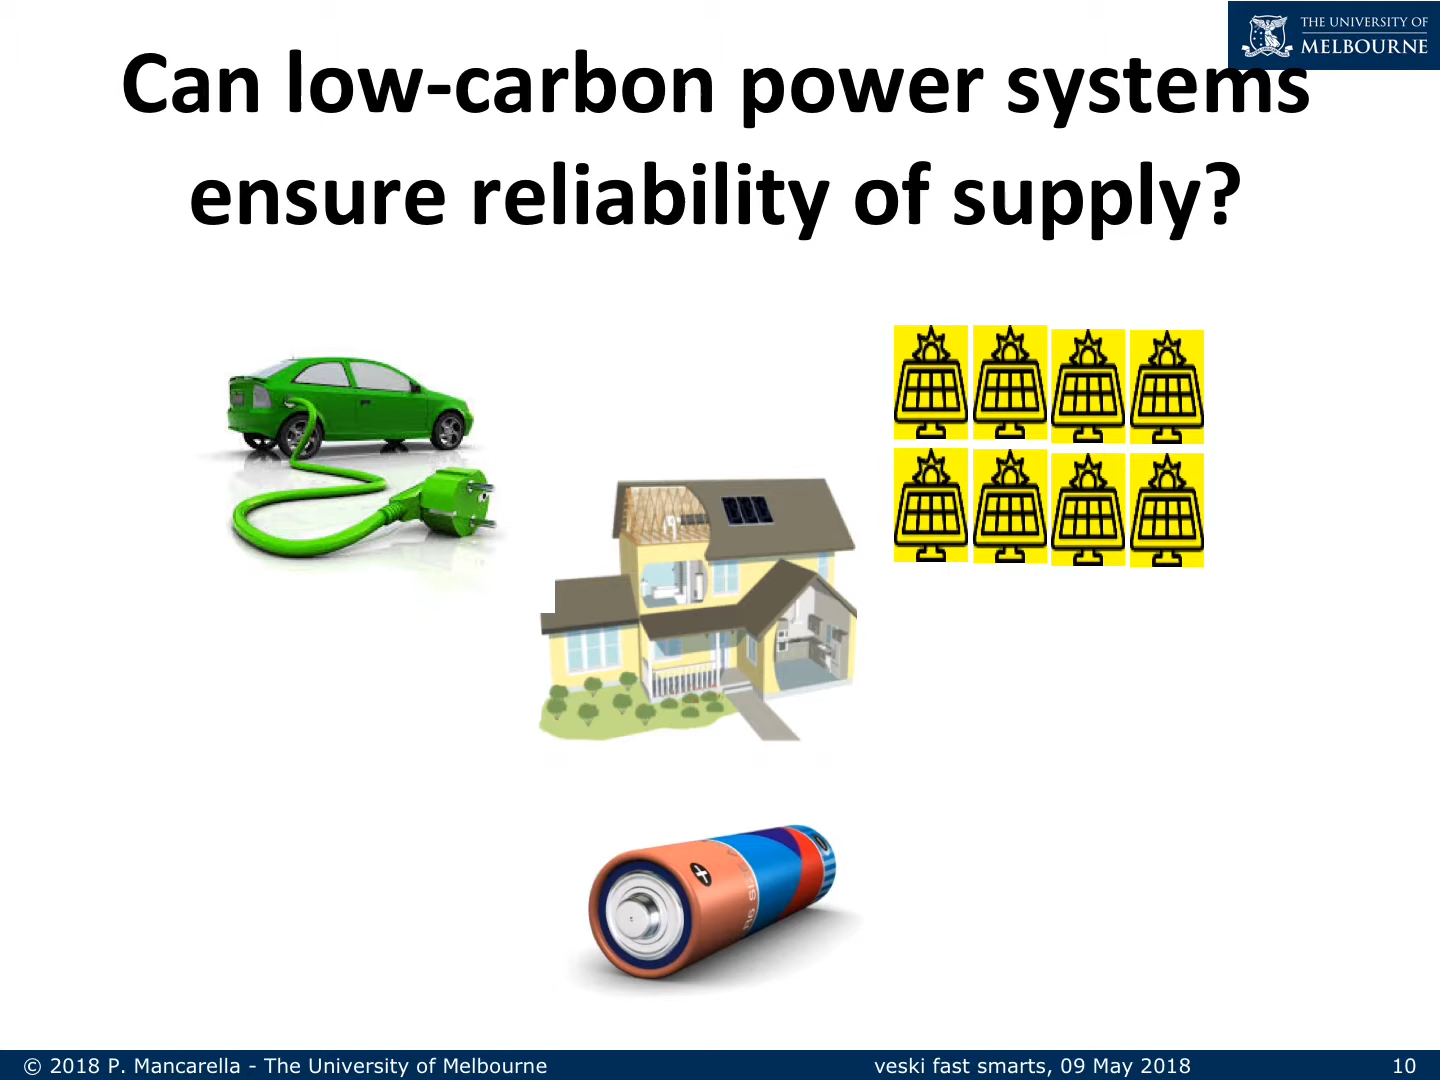 THE UNIVERSITY OF
MELBOURNE
Can low-carbon power systems
ensure reliability of supply?
+
© 2018 P. Mancarella - The University of Melbourne
veski fast smarts, 09 May 2018
10